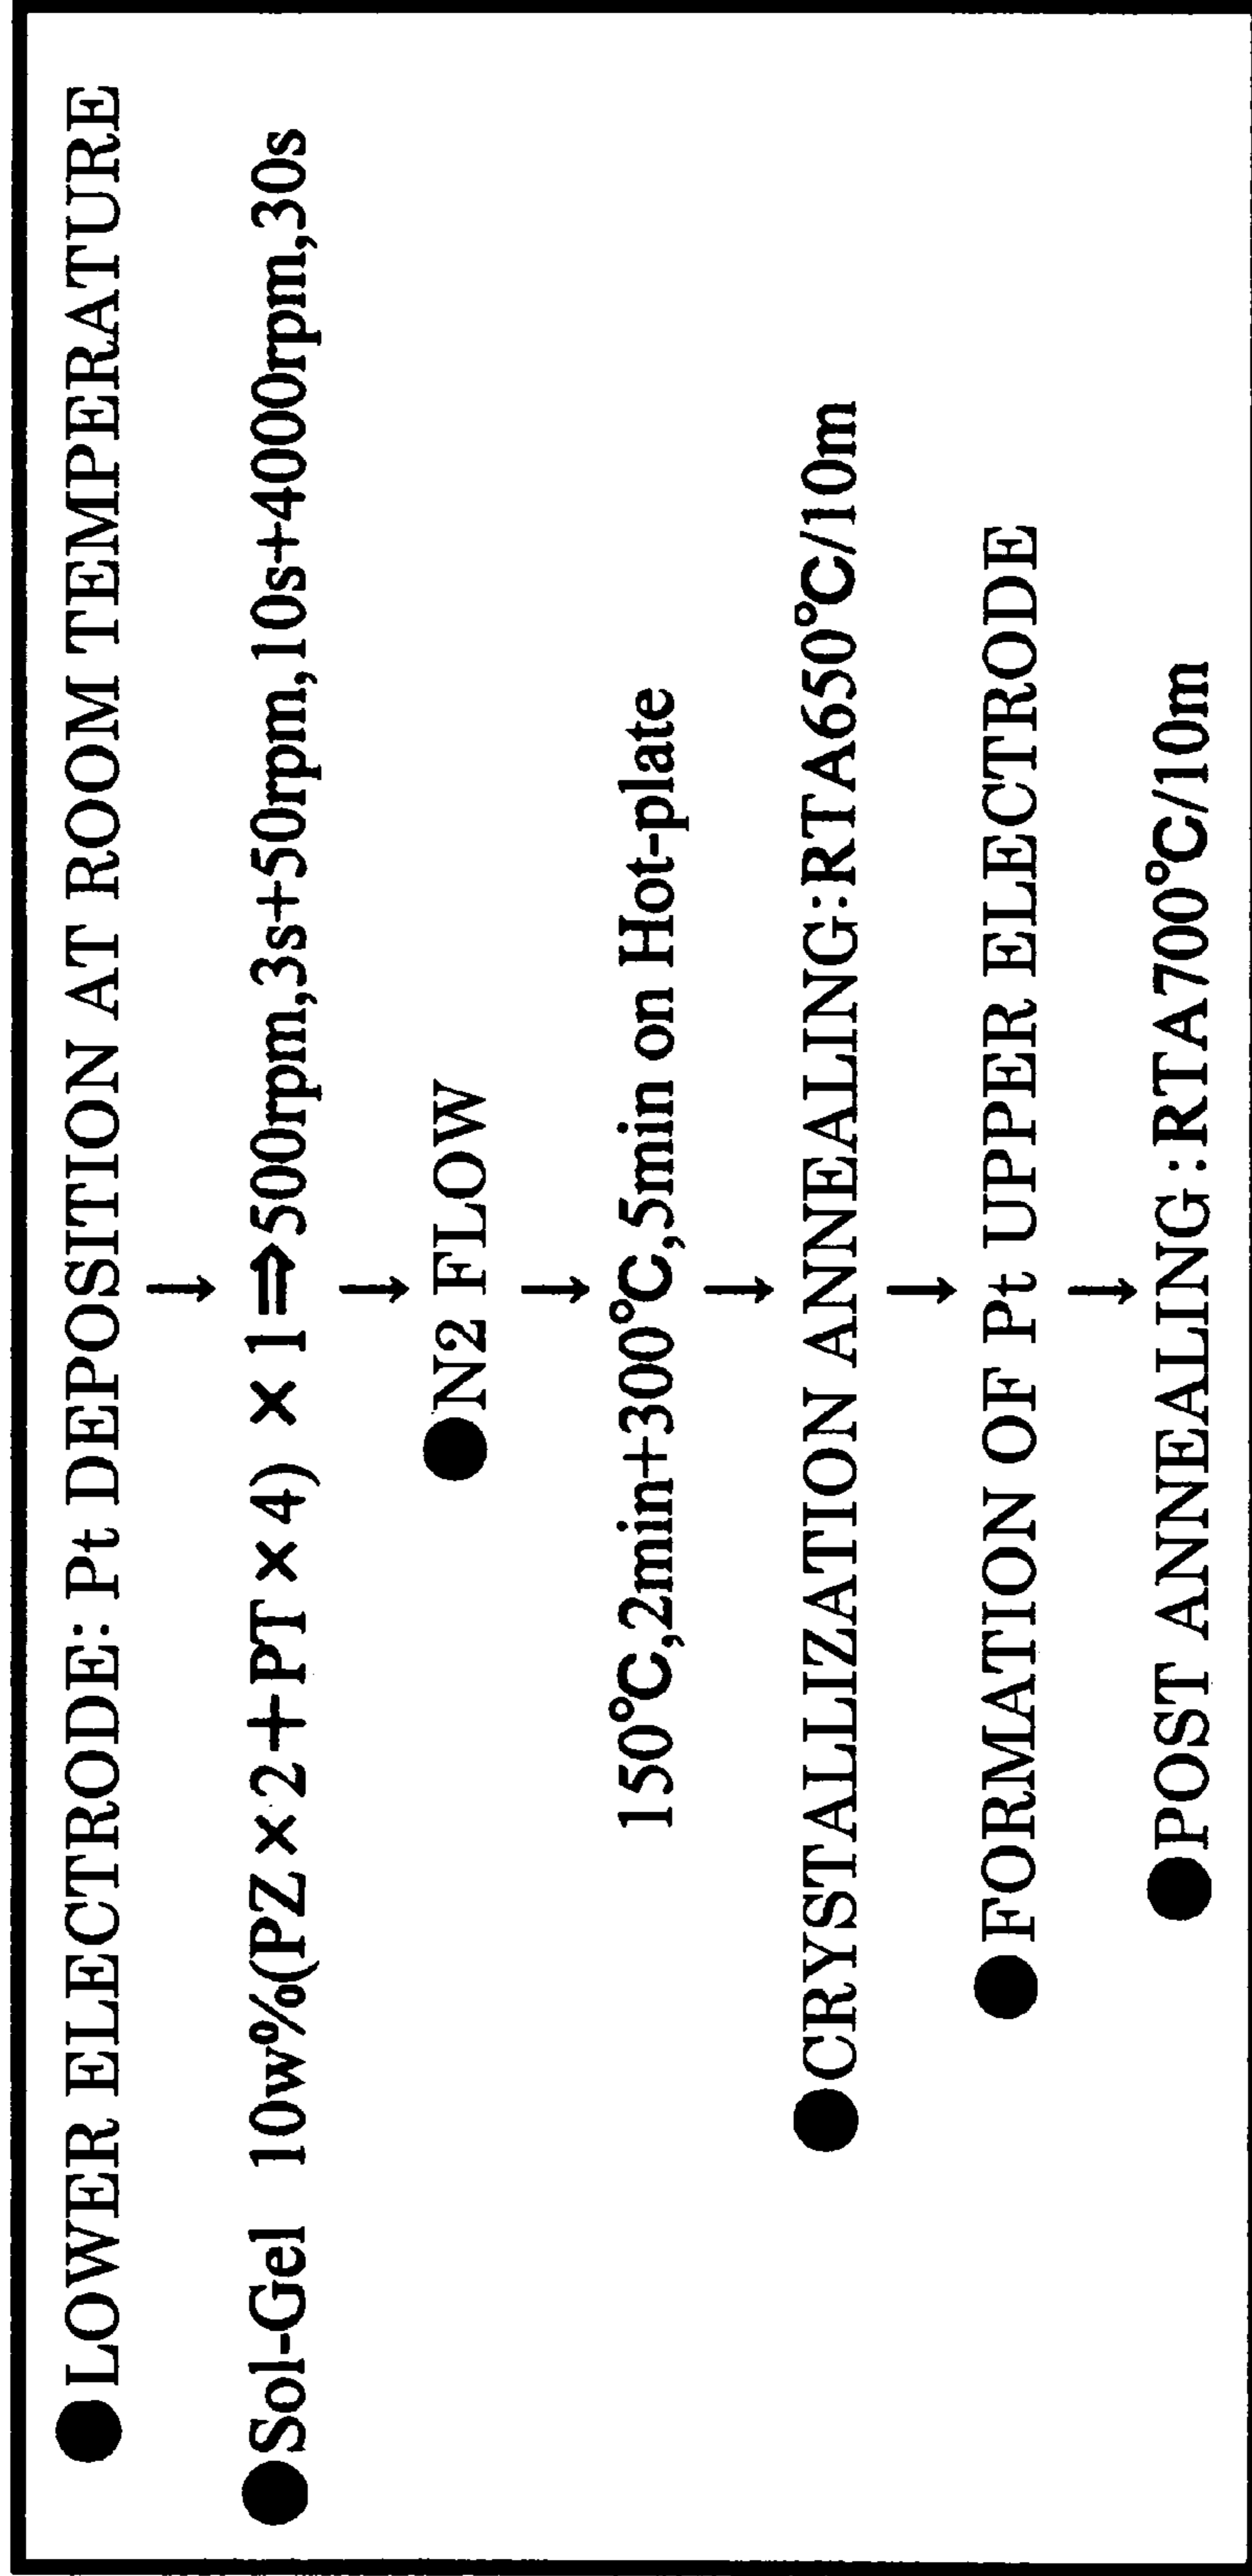 ●LOWER ELECTRODE: Pt DEPOSITION AT ROOM TEMPERATURE
↓
●Sol-Gel 10w%(PZ×2+PT×4) ×1⇒500rpm,3s+50rpm,10s+4000rpm,30s
↓
●N2 FLOW
↓
150℃,2min+300℃,5min on Hot-plate
↓
●CRYSTALLIZATION ANNEALING:RTA650℃/10m
↓
●FORMATION OF Pt UPPER ELECTRODE
↓
●POST ANNEALING:RTA700℃/10m